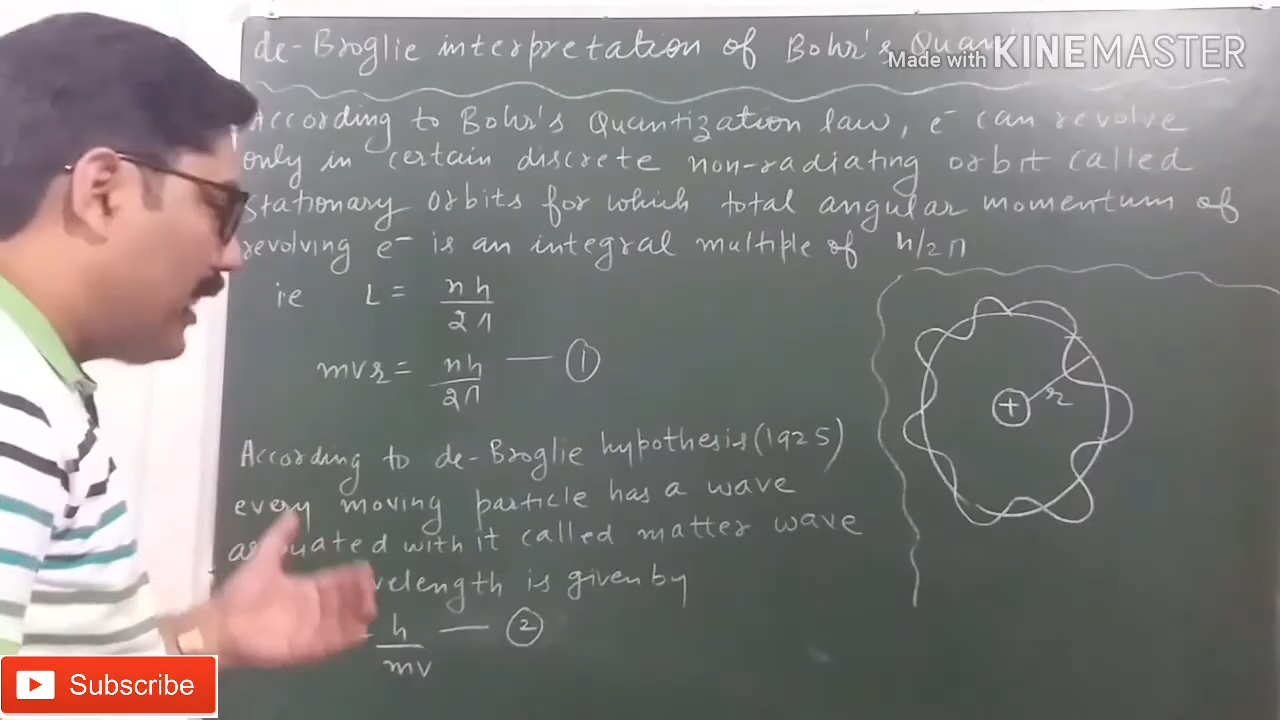 de-Broglie interpretation of Bohr's
Made with KINEMASTER
According to Bohr's Quantization law, e⁻ can revolve
only in certain discrete non-radiating orbit called
stationary orbits for which total angular momentum of
revolving e⁻ is an integral multiple of h/2π
ie L = nh/2π
mvr = nh/2π — ①
+ r
According to de-Broglie hypothesis (1925)
every moving particle has a wave
associated with it called matter wave
velength is given by
= h/mv — ②
Subscribe